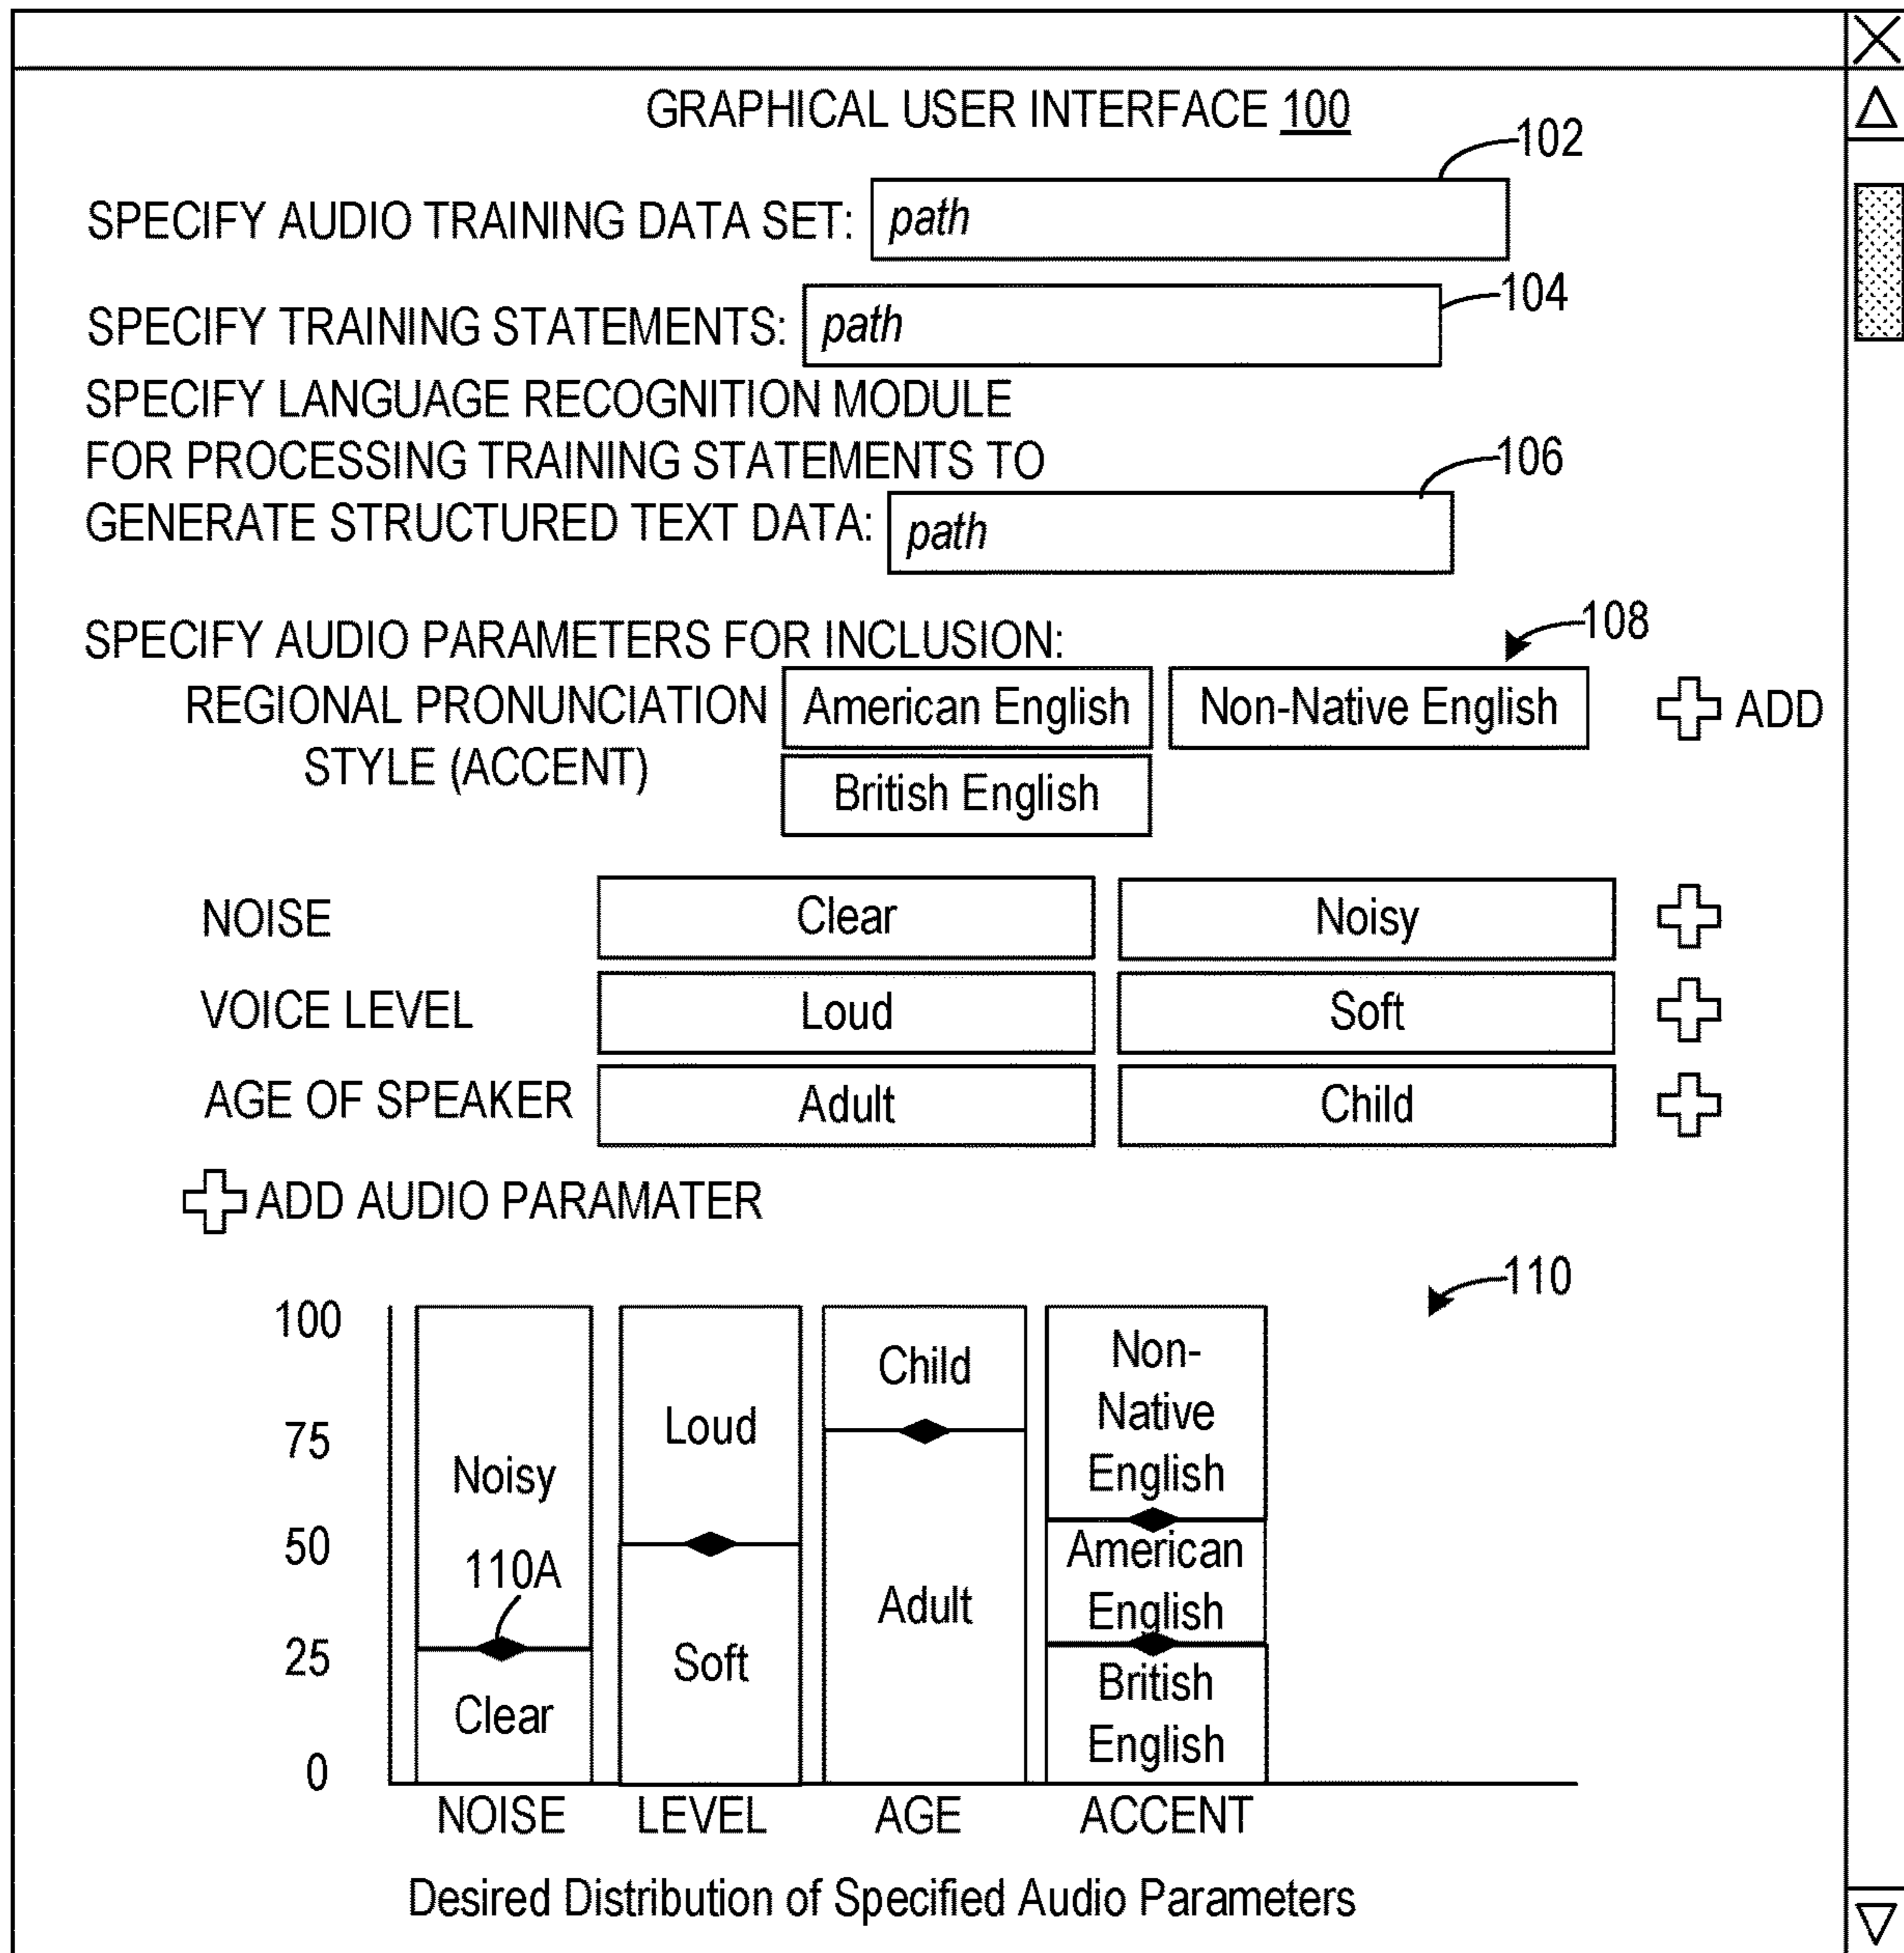 GRAPHICAL USER INTERFACE 100
102
SPECIFY AUDIO TRAINING DATA SET: path
104
SPECIFY TRAINING STATEMENTS: path
SPECIFY LANGUAGE RECOGNITION MODULE
FOR PROCESSING TRAINING STATEMENTS TO
106
GENERATE STRUCTURED TEXT DATA: path
SPECIFY AUDIO PARAMETERS FOR INCLUSION:
108
REGIONAL PRONUNCIATION American English Non-Native English ADD
STYLE (ACCENT) British English
NOISE Clear Noisy
VOICE LEVEL Loud Soft
AGE OF SPEAKER Adult Child
ADD AUDIO PARAMATER
110
100
75
50
25
0
Noisy
110A
Clear
Loud
Soft
Child
Adult
Non-
Native
English
American
English
British
English
NOISE LEVEL AGE ACCENT
Desired Distribution of Specified Audio Parameters